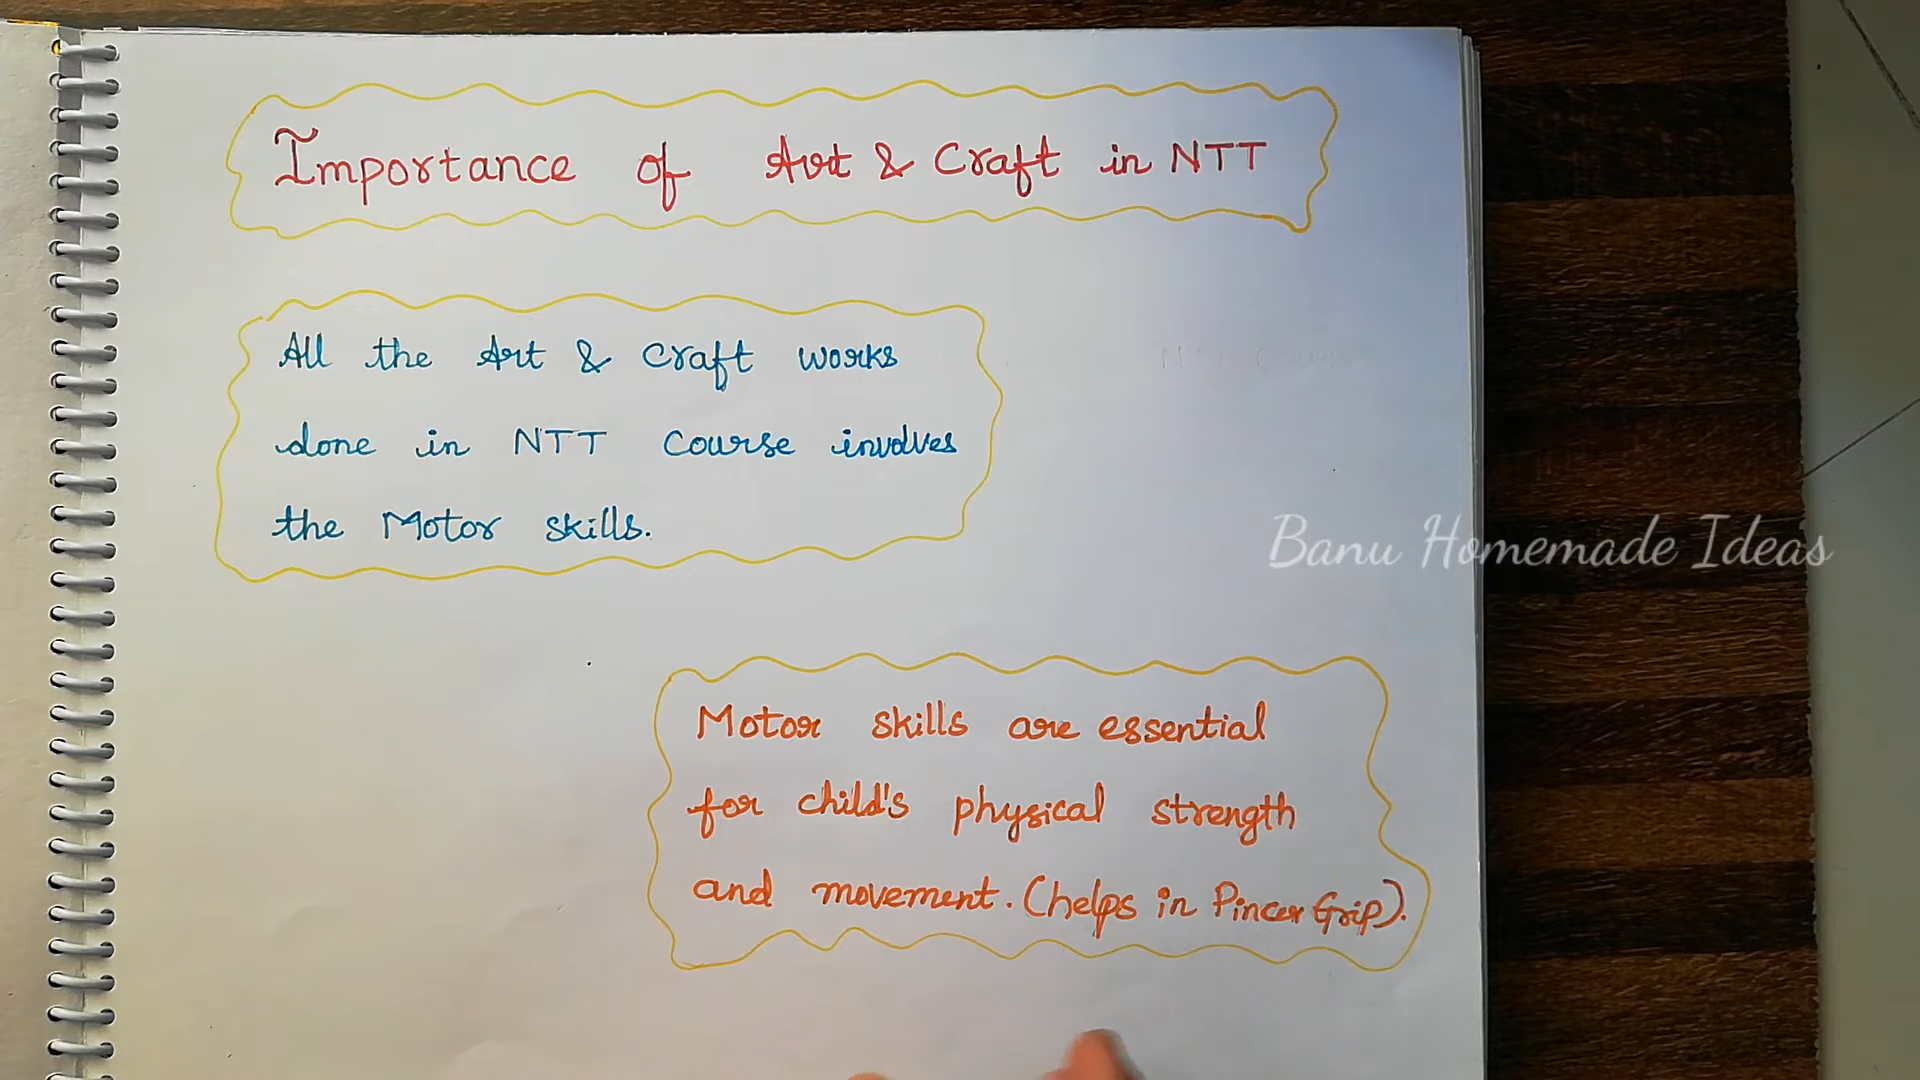 Importance of Art & Craft in NTT
All the Art & Craft works
done in NTT Course involves
the Motor skills.
Banu Homemade Ideas
Motor skills are essential
for child's physical strength
and movement. (helps in Pincer Grip).